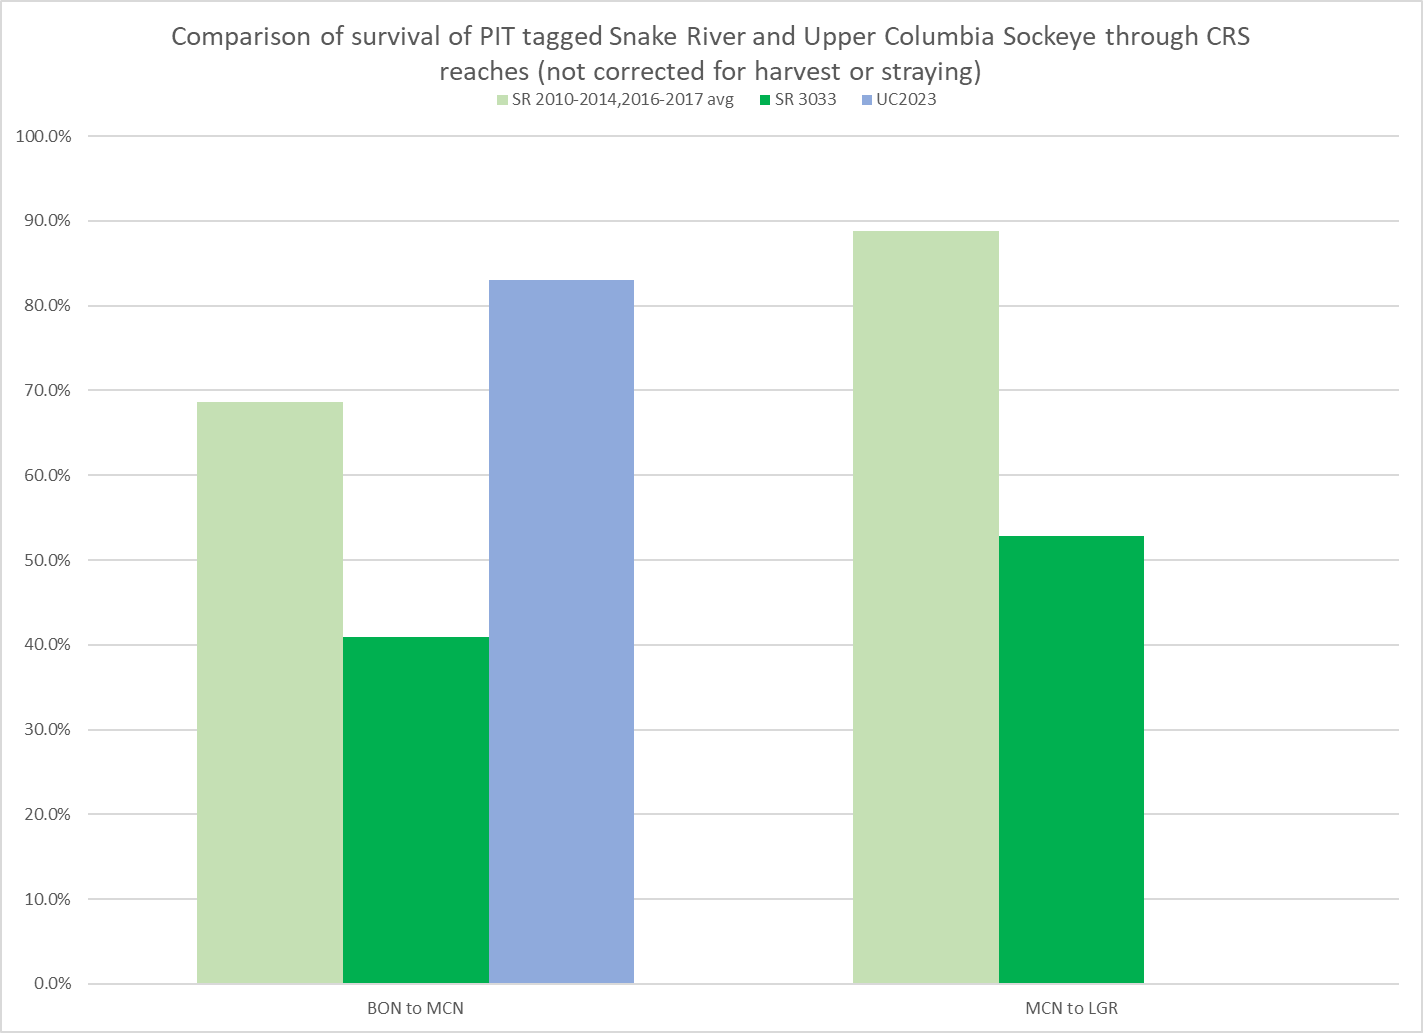 Comparison of survival of PIT tagged Snake River and Upper Columbia Sockeye through CRS
reaches (not corrected for harvest or straying)
SR 2010-2014,2016-2017 avg SR 3033 UC2023
100.0%
90.0%
80.0%
70.0%
60.0%
50.0%
40.0%
30.0%
20.0%
10.0%
0.0%
BON to MCN MCN to LGR